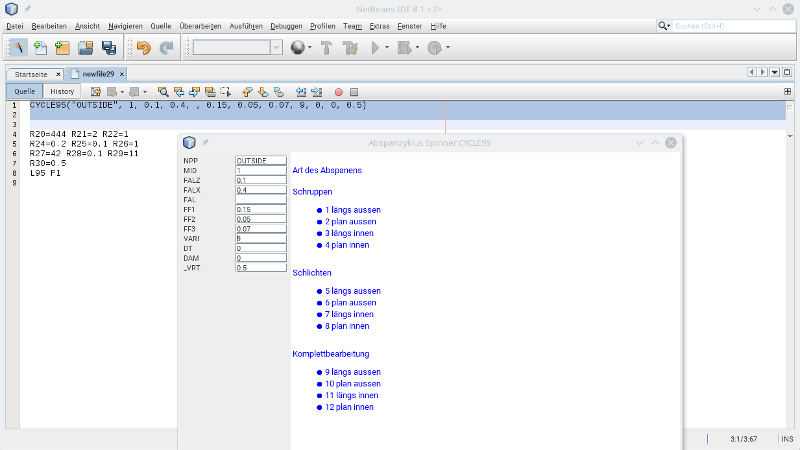 NetBeans IDE 8.1 <2>
Datei Bearbeiten Ansicht Navigieren Quelle Überarbeiten Ausführen Debuggen Profilen Team Extras Fenster Hilfe
Suchen (Ctrl+I)
Startseite newfile29
Quelle History
1 CYCLE95("OUTSIDE", 1, 0.1, 0.4, , 0.15, 0.05, 0.07, 9, 0, 0, 0.5)
2
3
4 R20=444 R21=2 R22=1
5 R24=0.2 R25=0.1 R26=1
6 R27=42 R28=0.1 R29=11
7 R30=0.5
8 L95 P1
9
Abspanzyklus Spinner CYCLE95
NPP OUTSIDE
MID 1
FALZ 0.1
FALX 0.4
FAL
FF1 0.15
FF2 0.05
FF3 0.07
VARI 9
DT 0
DAM 0
_VRT 0.5
Art des Abspanens
Schruppen
1 längs aussen
2 plan aussen
3 längs innen
4 plan innen
Schlichten
5 längs aussen
6 plan aussen
7 längs innen
8 plan innen
Komplettbearbeitung
9 längs aussen
10 plan aussen
11 längs innen
12 plan innen
3:1/3:67 INS